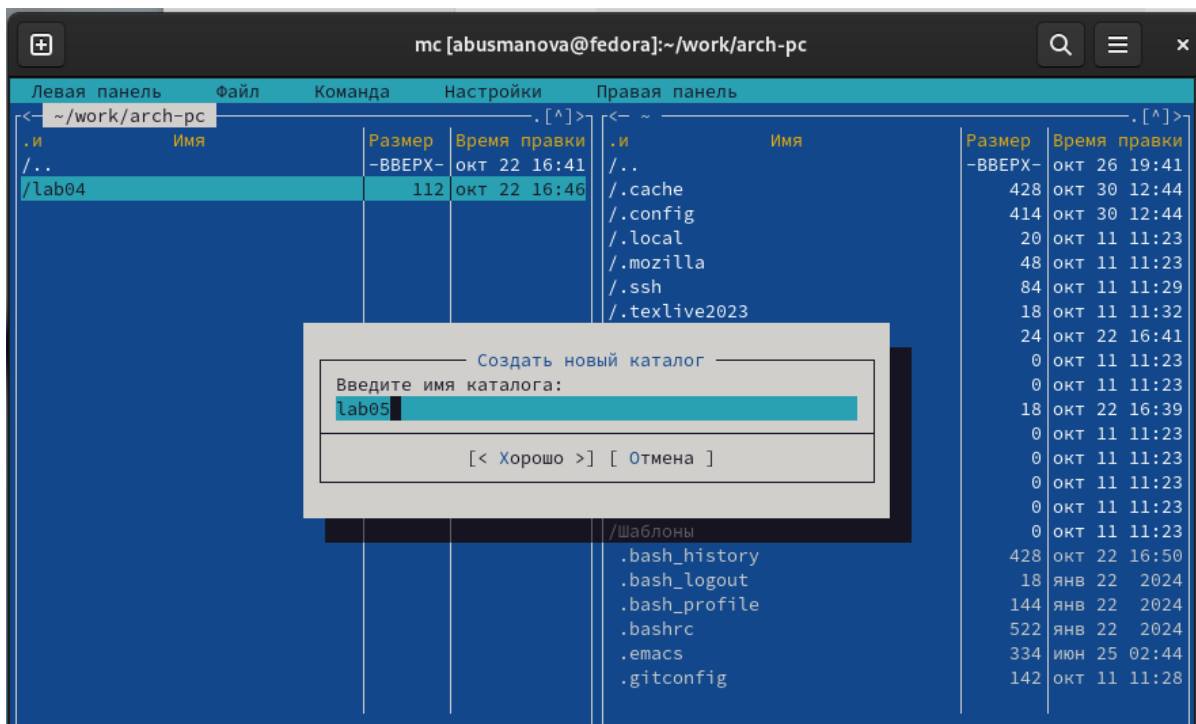 mc [abusmanova@fedora]:~/work/arch-pc
Левая панель Файл Команда Настройки Правая панель
<─ ~/work/arch-pc ─.[^]>
.и Имя Размер Время правки
/.. -ВВЕРХ- окт 22 16:41
/lab04 112 окт 22 16:46
<─ ~ ─.[^]>
.и Имя Размер Время правки
/.. -ВВЕРХ- окт 26 19:41
/.cache 428 окт 30 12:44
/.config 414 окт 30 12:44
/.local 20 окт 11 11:23
/.mozilla 48 окт 11 11:23
/.ssh 84 окт 11 11:29
/.texlive2023 18 окт 11 11:32
24 окт 22 16:41
0 окт 11 11:23
0 окт 11 11:23
18 окт 22 16:39
0 окт 11 11:23
0 окт 11 11:23
0 окт 11 11:23
0 окт 11 11:23
/Шаблоны 0 окт 11 11:23
.bash_history 428 окт 22 16:50
.bash_logout 18 янв 22 2024
.bash_profile 144 янв 22 2024
.bashrc 522 янв 22 2024
.emacs 334 июн 25 02:44
.gitconfig 142 окт 11 11:28
Создать новый каталог
Введите имя каталога:
lab05
[< Хорошо >] [ Отмена ]